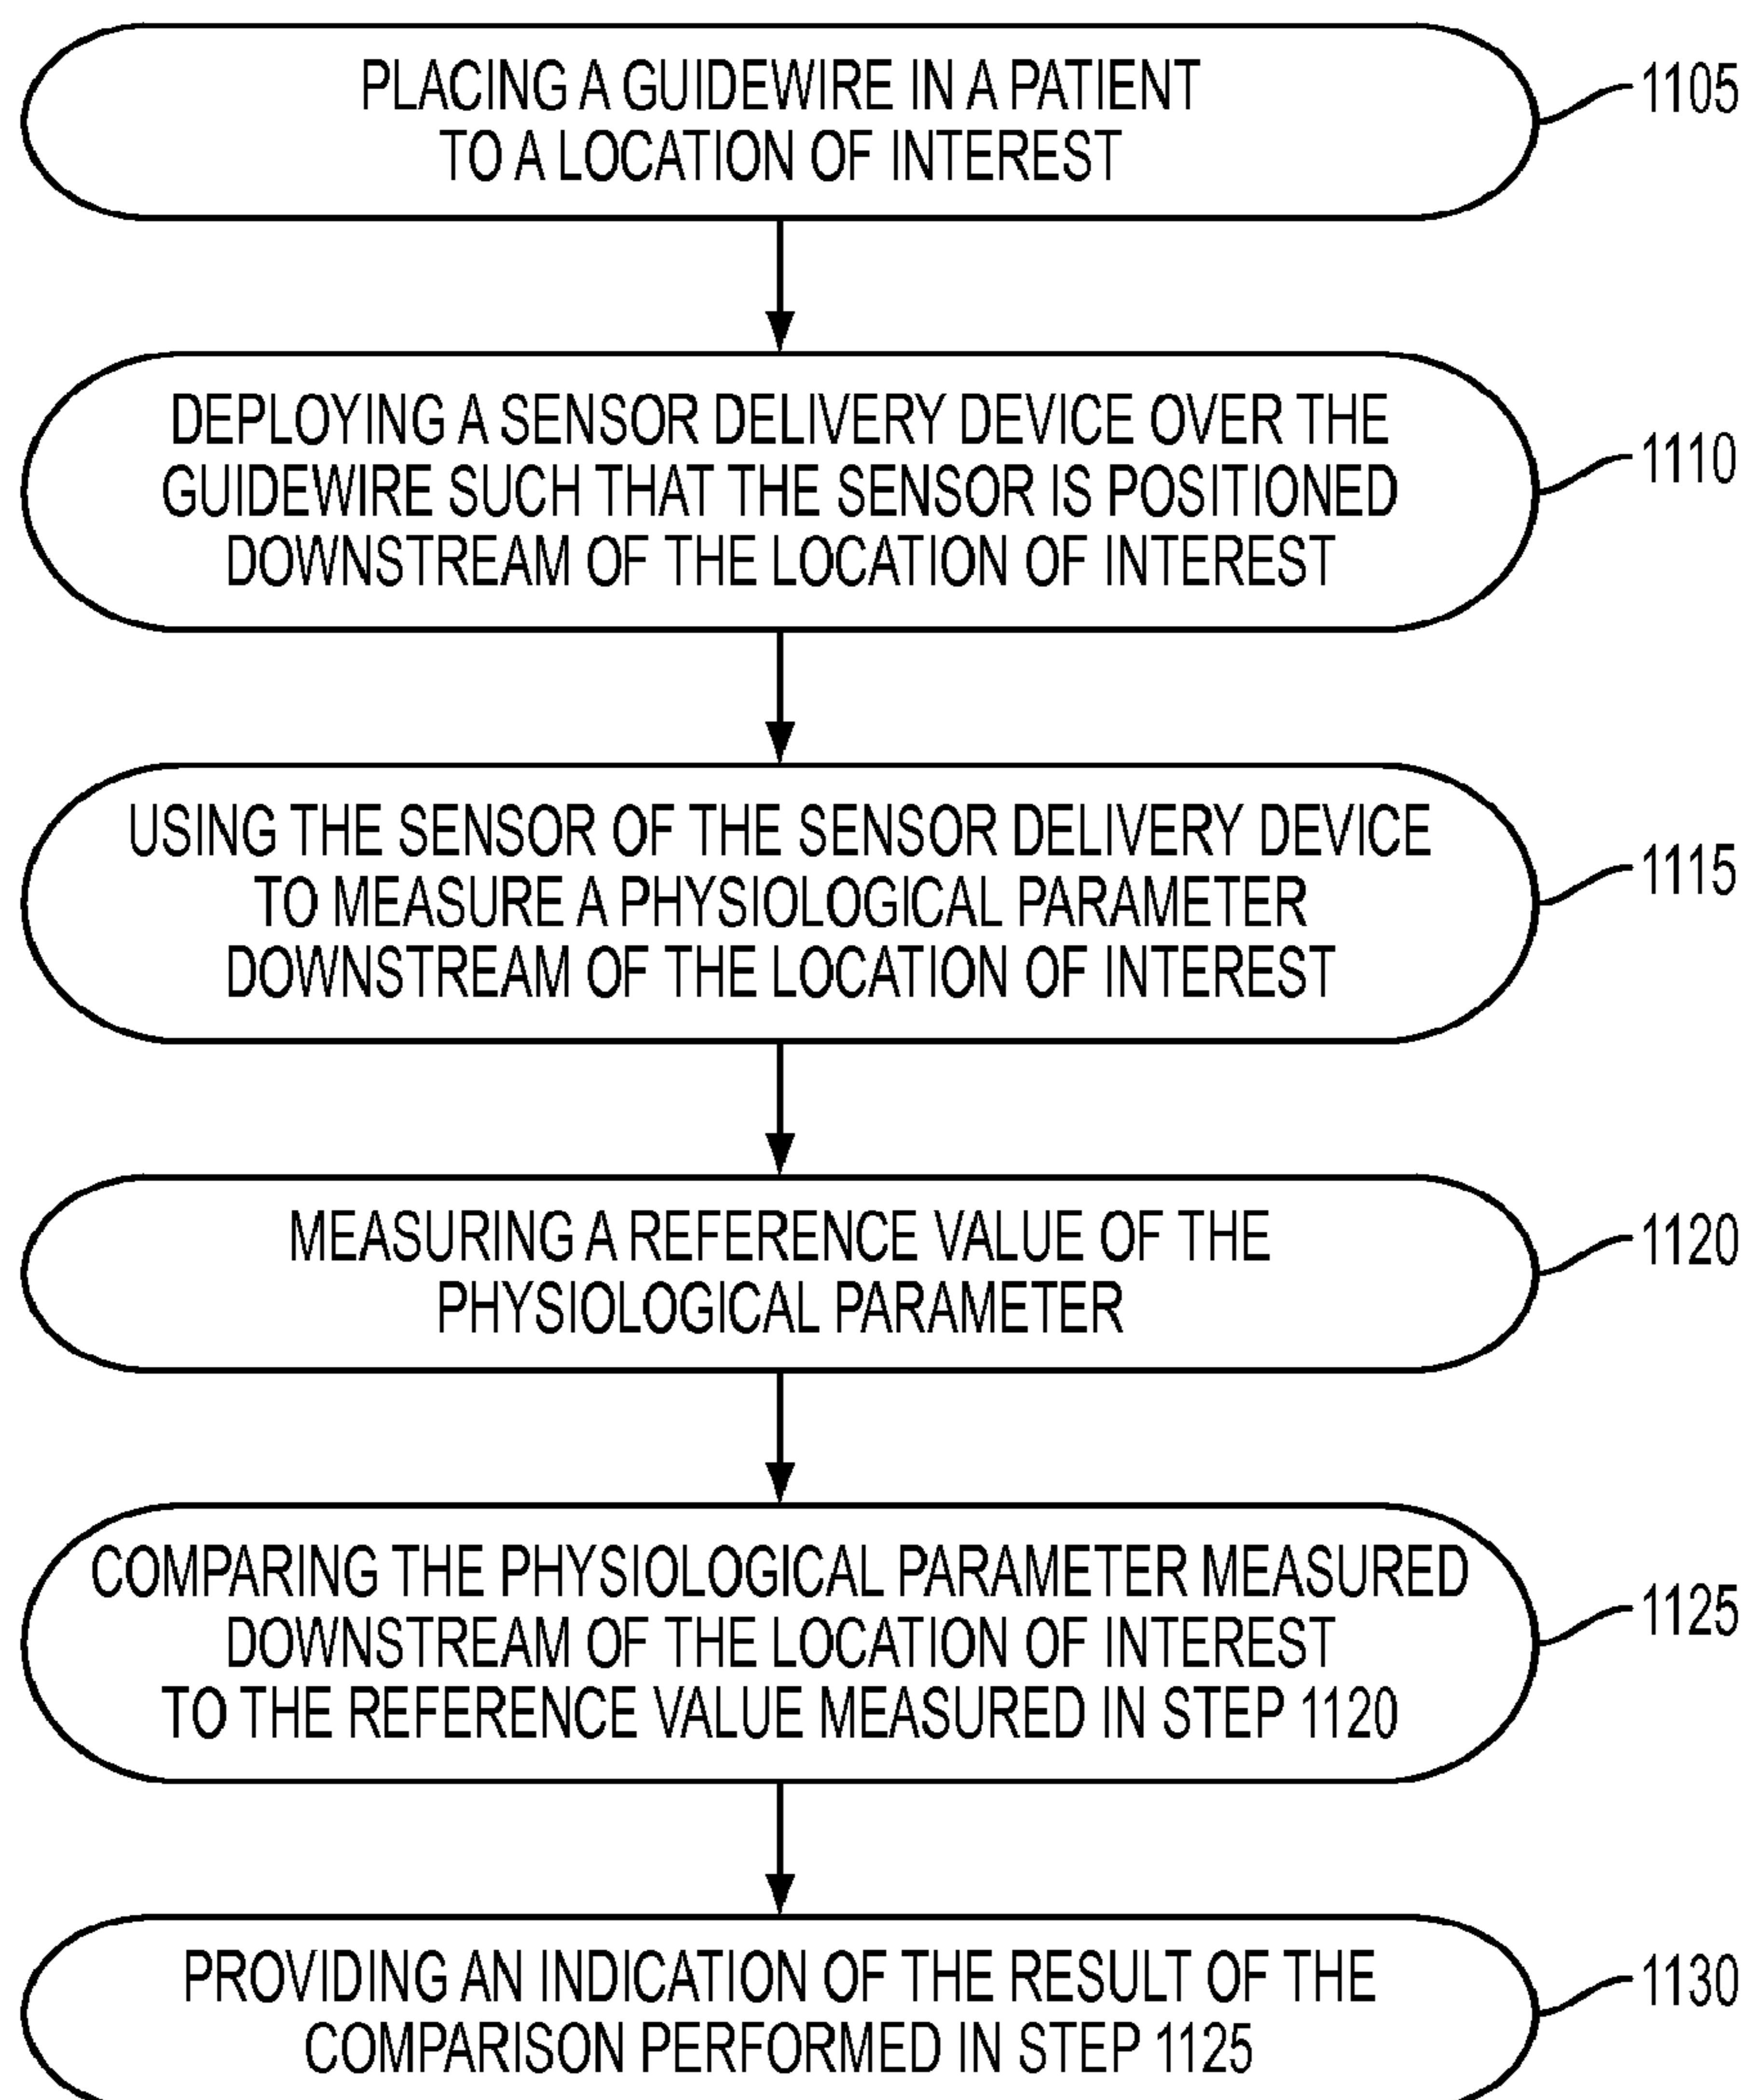 PLACING A GUIDEWIRE IN A PATIENT
TO A LOCATION OF INTEREST
1105
DEPLOYING A SENSOR DELIVERY DEVICE OVER THE
GUIDEWIRE SUCH THAT THE SENSOR IS POSITIONED
DOWNSTREAM OF THE LOCATION OF INTEREST
1110
USING THE SENSOR OF THE SENSOR DELIVERY DEVICE
TO MEASURE A PHYSIOLOGICAL PARAMETER
DOWNSTREAM OF THE LOCATION OF INTEREST
1115
MEASURING A REFERENCE VALUE OF THE
PHYSIOLOGICAL PARAMETER
1120
COMPARING THE PHYSIOLOGICAL PARAMETER MEASURED
DOWNSTREAM OF THE LOCATION OF INTEREST
TO THE REFERENCE VALUE MEASURED IN STEP 1120
1125
PROVIDING AN INDICATION OF THE RESULT OF THE
COMPARISON PERFORMED IN STEP 1125
1130